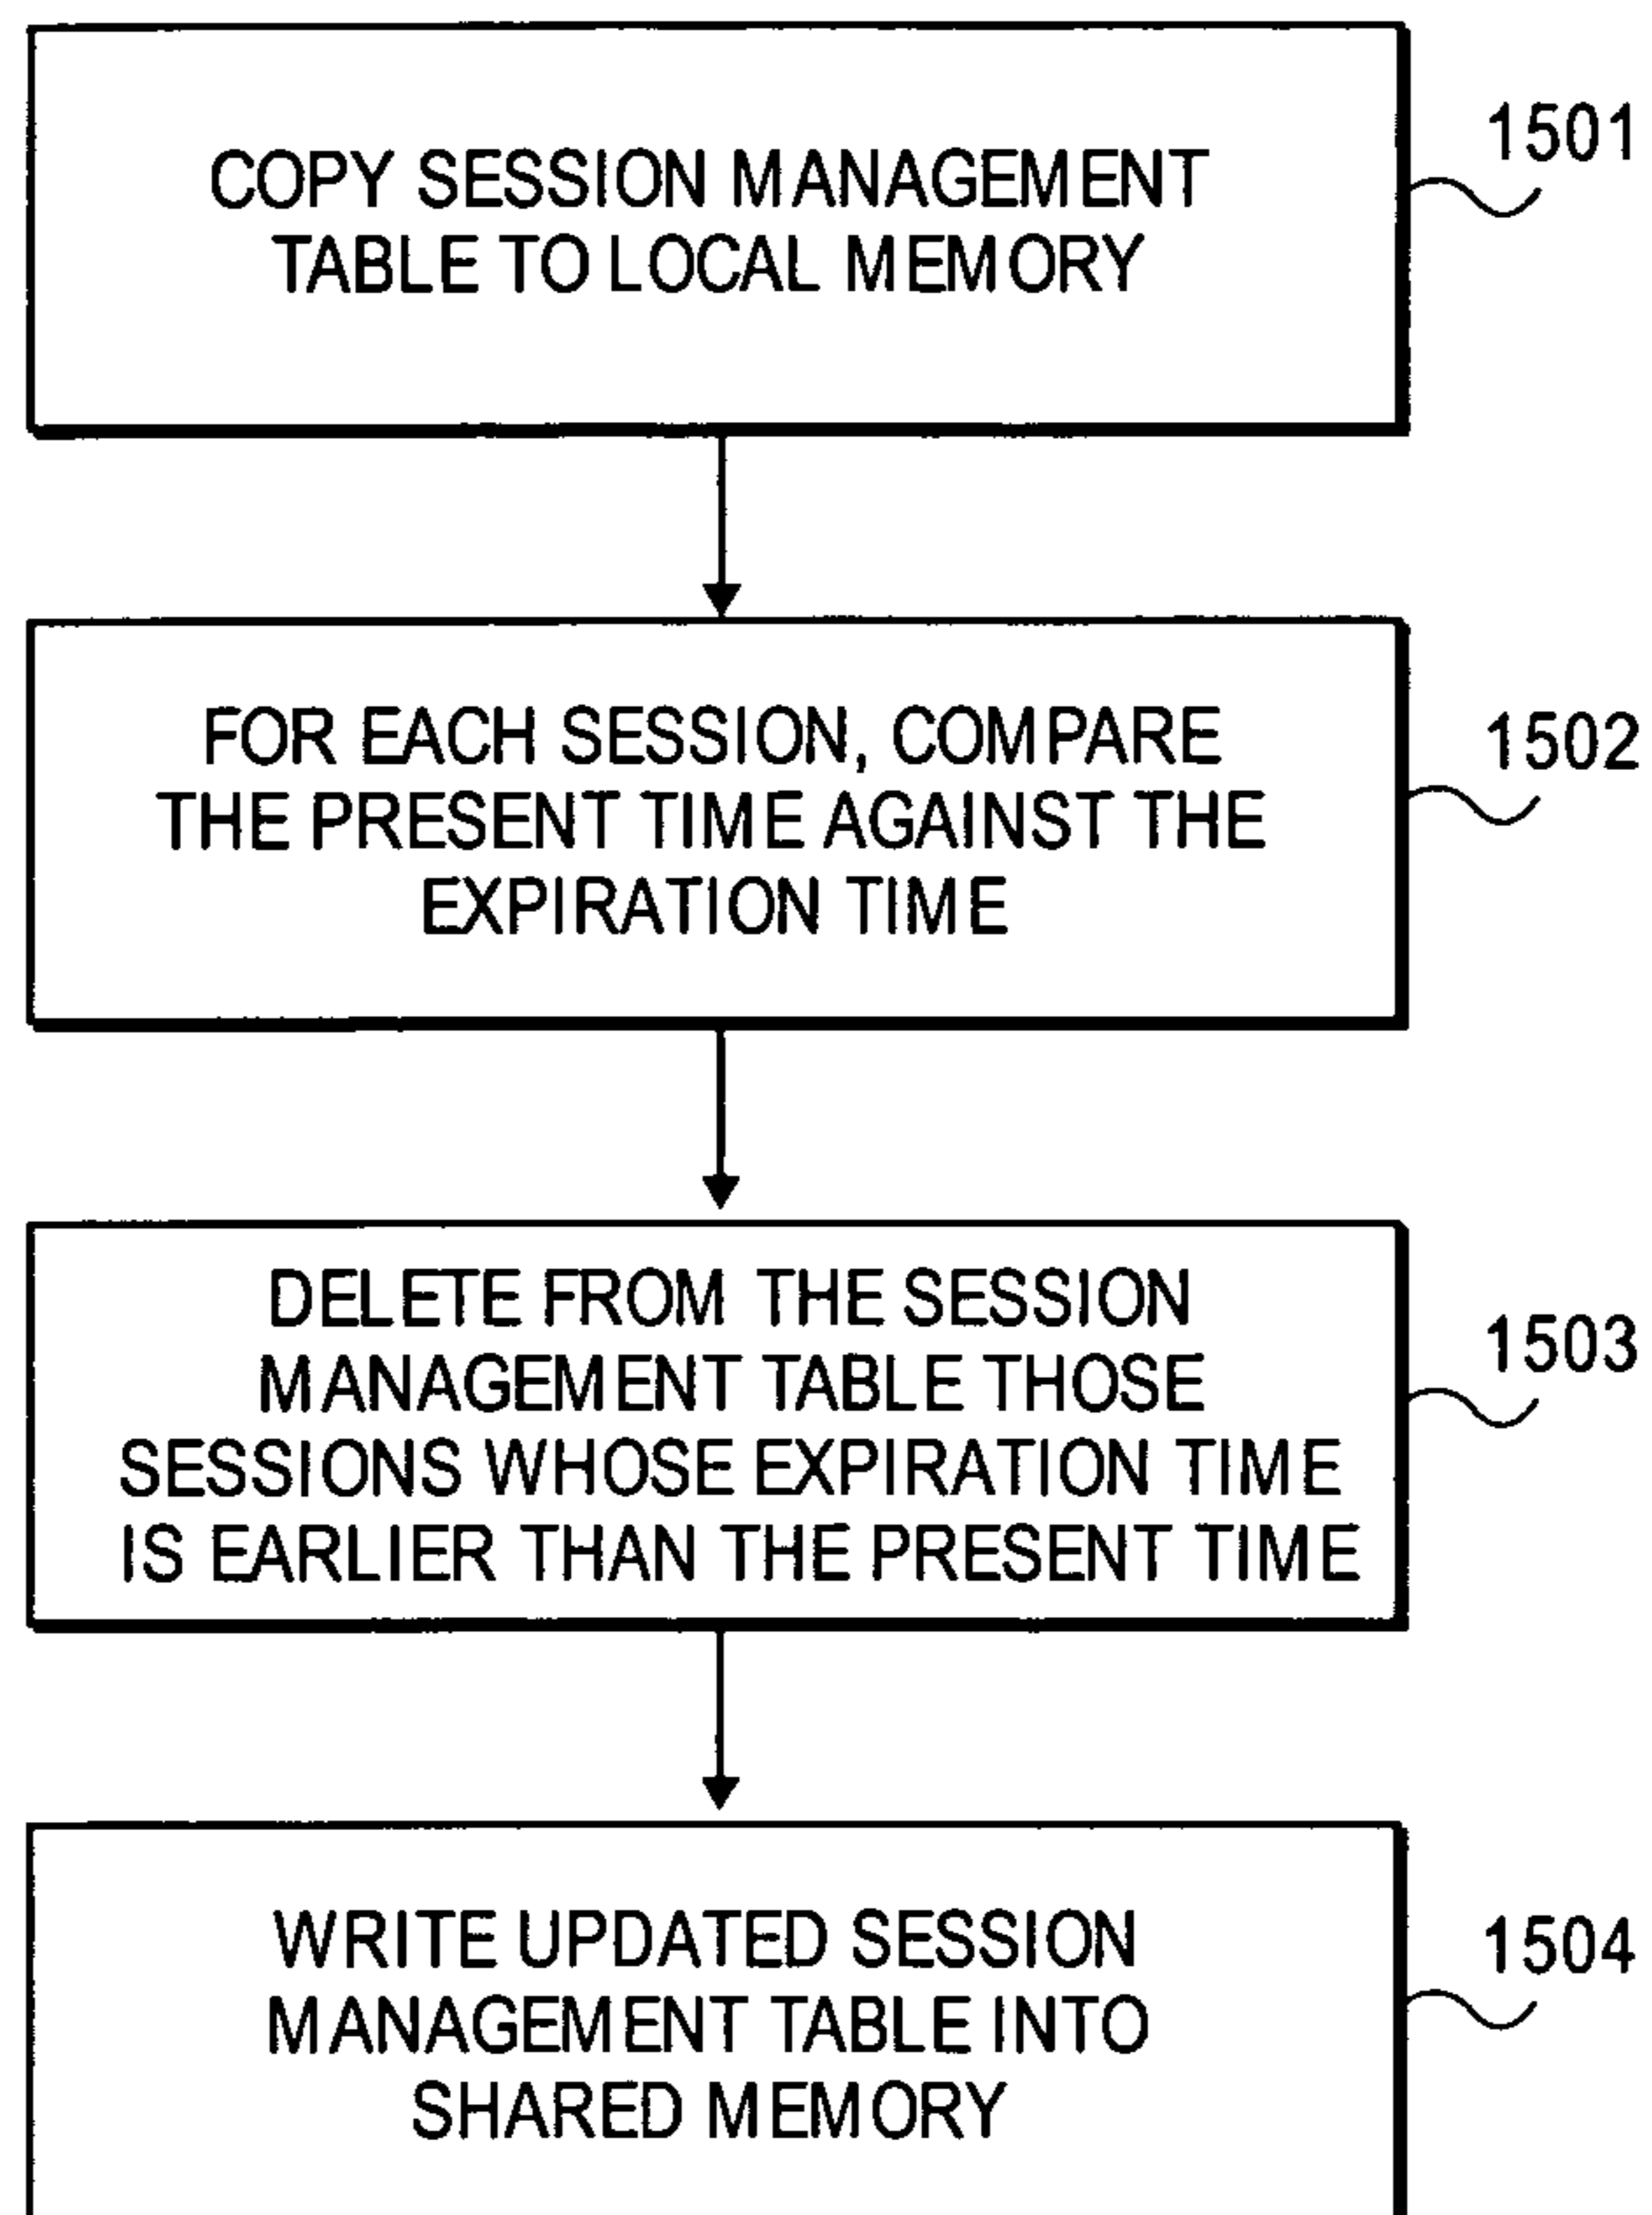 COPY SESSION MANAGEMENT
TABLE TO LOCAL MEMORY
1501
FOR EACH SESSION, COMPARE
THE PRESENT TIME AGAINST THE
EXPIRATION TIME
1502
DELETE FROM THE SESSION
MANAGEMENT TABLE THOSE
SESSIONS WHOSE EXPIRATION TIME
IS EARLIER THAN THE PRESENT TIME
1503
WRITE UPDATED SESSION
MANAGEMENT TABLE INTO
SHARED MEMORY
1504